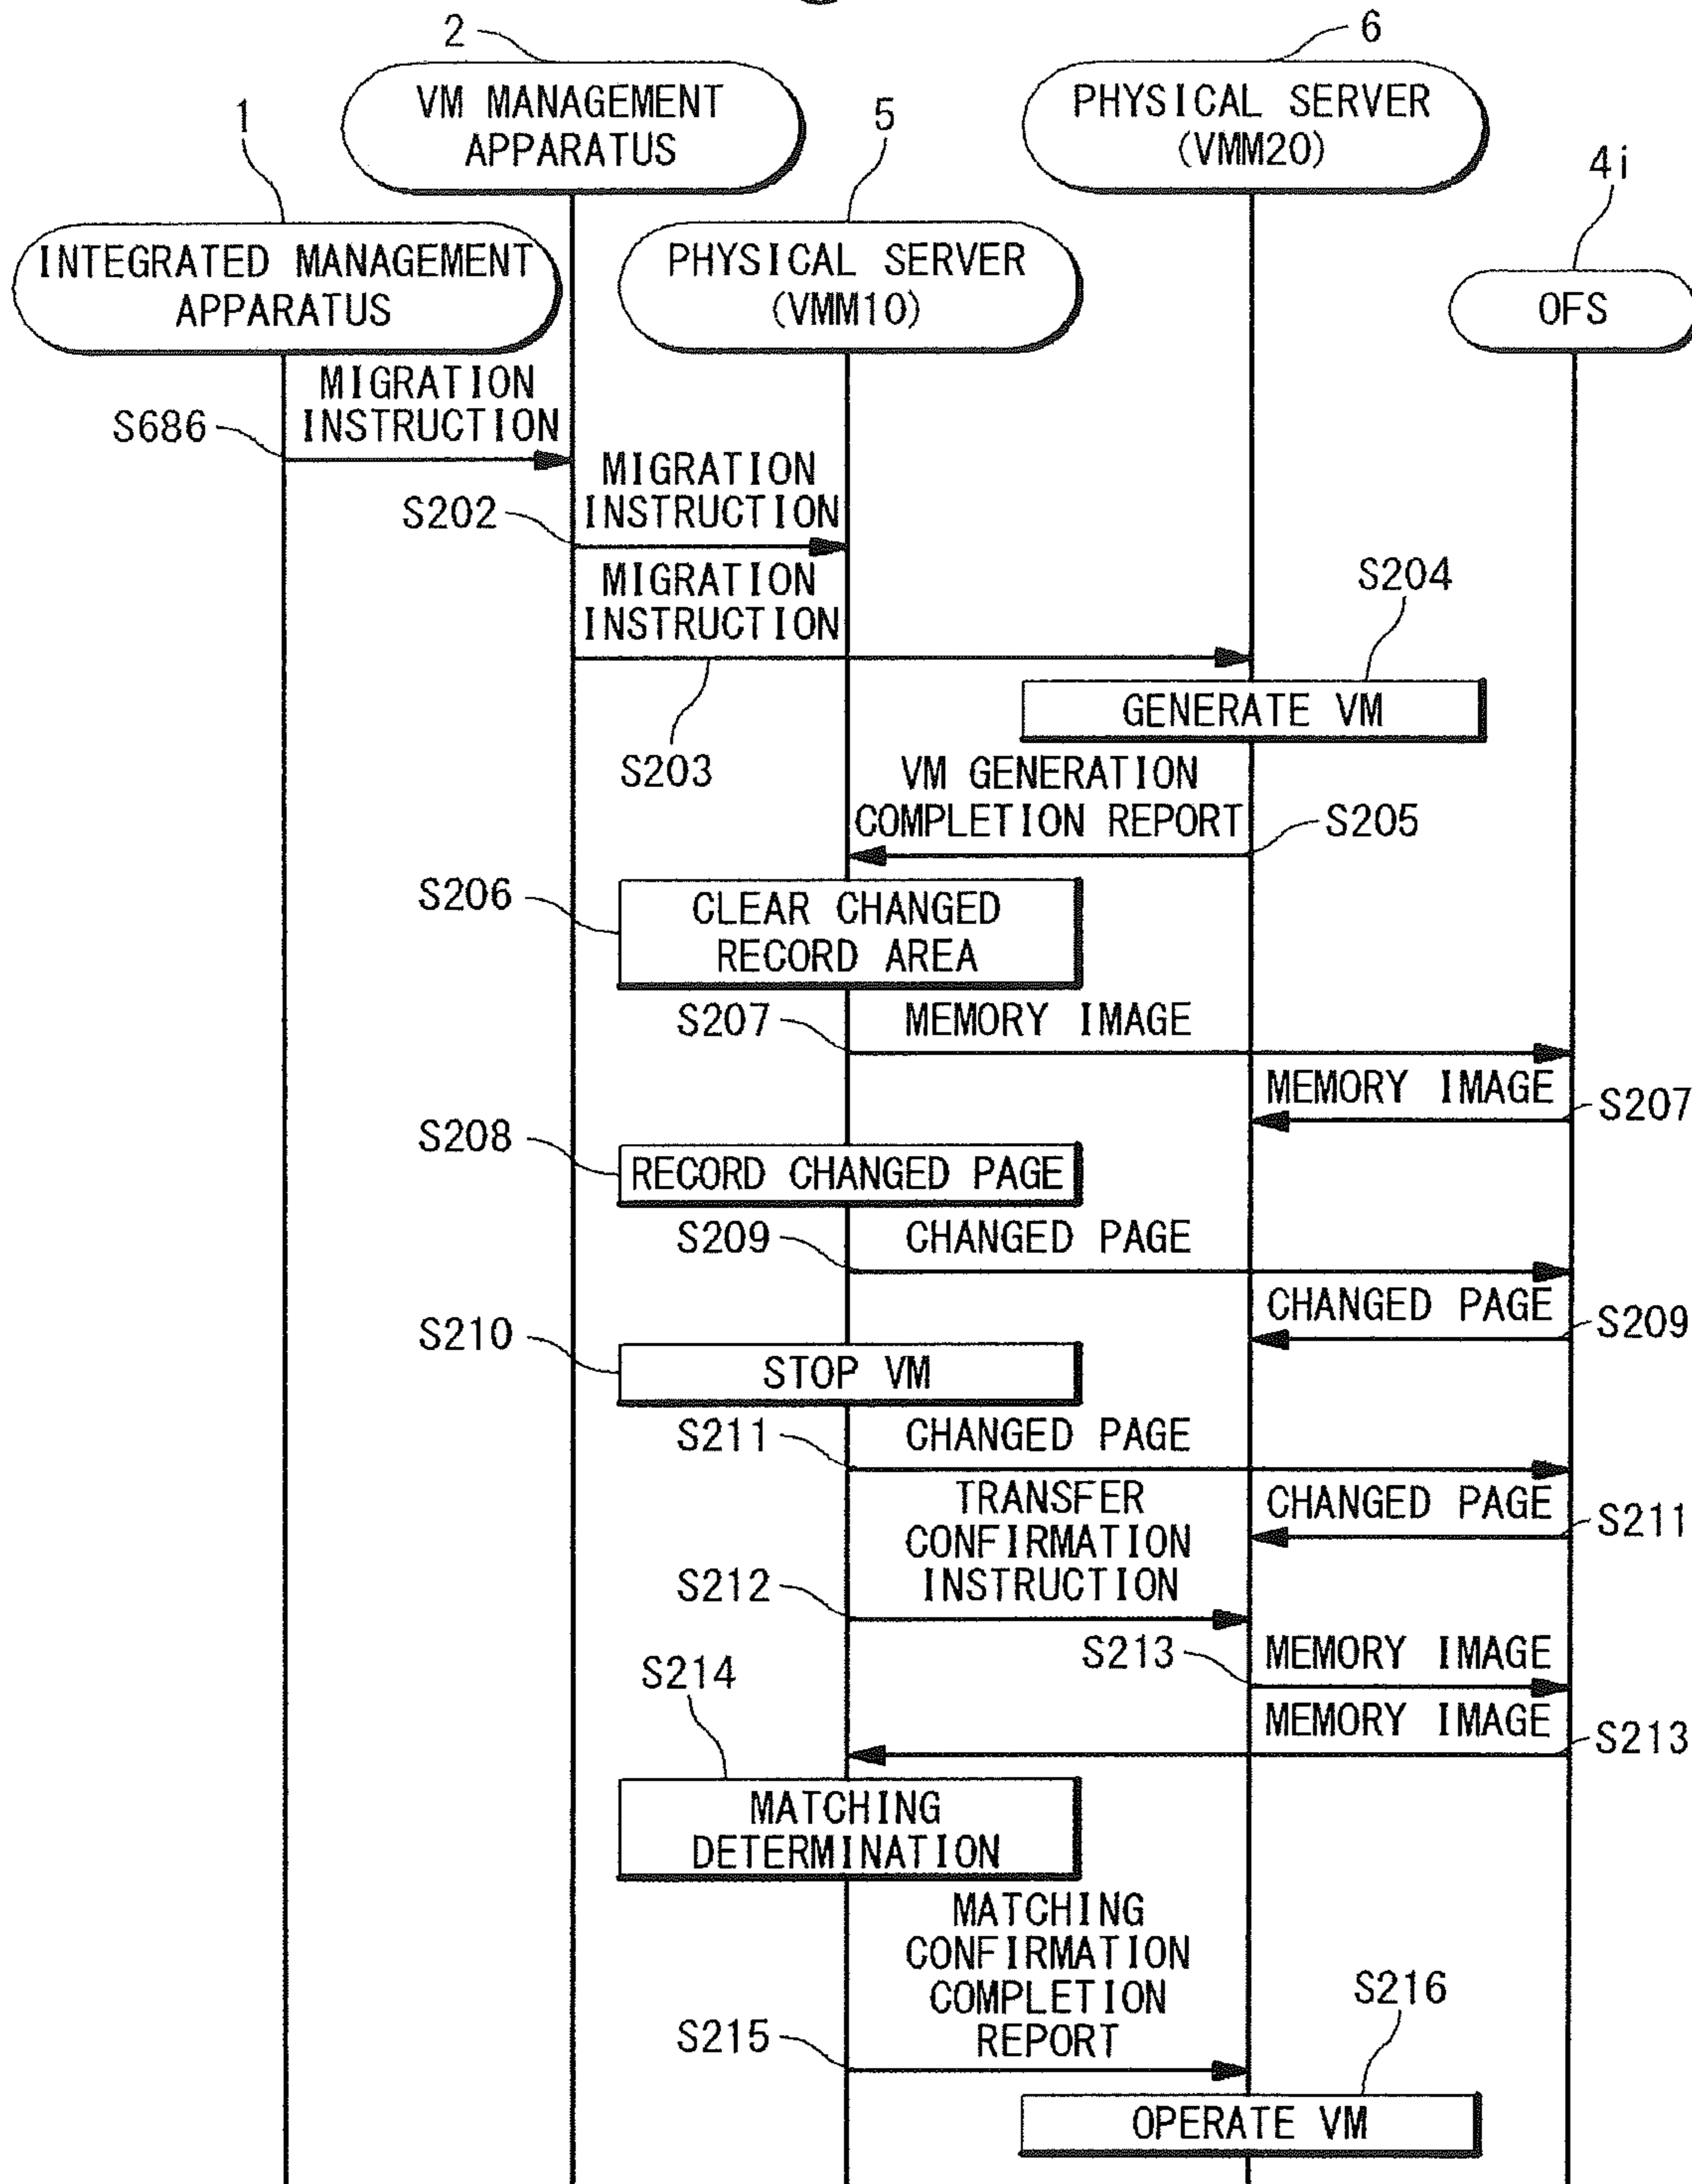 2
6
VM MANAGEMENT
APPARATUS
PHYSICAL SERVER
(VMM20)
1
5
4i
INTEGRATED MANAGEMENT
APPARATUS
PHYSICAL SERVER
(VMM10)
OFS
MIGRATION
INSTRUCTION
S686
MIGRATION
INSTRUCTION
S202
MIGRATION
INSTRUCTION
S204
GENERATE VM
S203
VM GENERATION
COMPLETION REPORT
S205
S206
CLEAR CHANGED
RECORD AREA
S207
MEMORY IMAGE
MEMORY IMAGE
S207
S208
RECORD CHANGED PAGE
S209
CHANGED PAGE
CHANGED PAGE
S209
S210
STOP VM
S211
CHANGED PAGE
CHANGED PAGE
S211
TRANSFER
CONFIRMATION
INSTRUCTION
S212
S213
MEMORY IMAGE
MEMORY IMAGE
S213
S214
MATCHING
DETERMINATION
MATCHING
CONFIRMATION
COMPLETION
REPORT
S215
S216
OPERATE VM